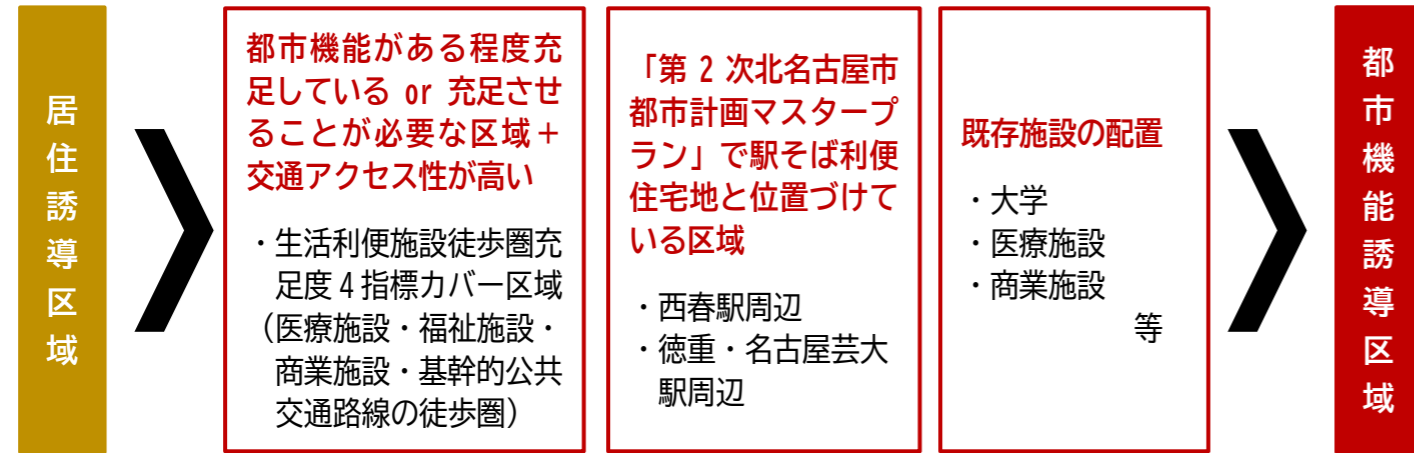 居住誘導区域
都市機能がある程度充
足している or 充足させ
ることが必要な区域＋
交通アクセス性が高い
・生活利便施設徒歩圏充
足度４指標カバー区域
（医療施設・福祉施設・
商業施設・基幹的公共
交通路線の徒歩圏）
「第２次北名古屋市
都市計画マスタープ
ラン」で駅そば利便
住宅地と位置づけて
いる区域
・西春駅周辺
・徳重・名古屋芸大
駅周辺
既存施設の配置
・大学
・医療施設
・商業施設
等
都市機能誘導区域